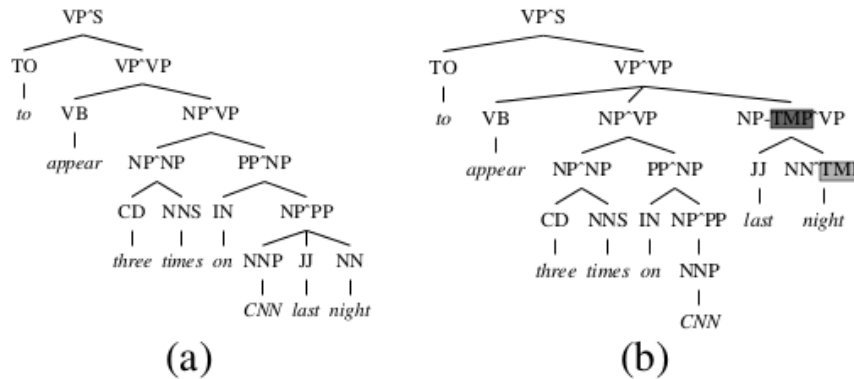 VP^S
TO VP^VP
to VB NP^VP
appear NP^NP PP^NP
CD NNS IN NP^PP
three times on NNP JJ NN
CNN last night
(a)
VP^S
TO VP^VP
to VB NP^VP NP-TMP^VP
appear NP^NP PP^NP JJ NN^TMP
CD NNS IN NP^PP last night
three times on NNP
CNN
(b)